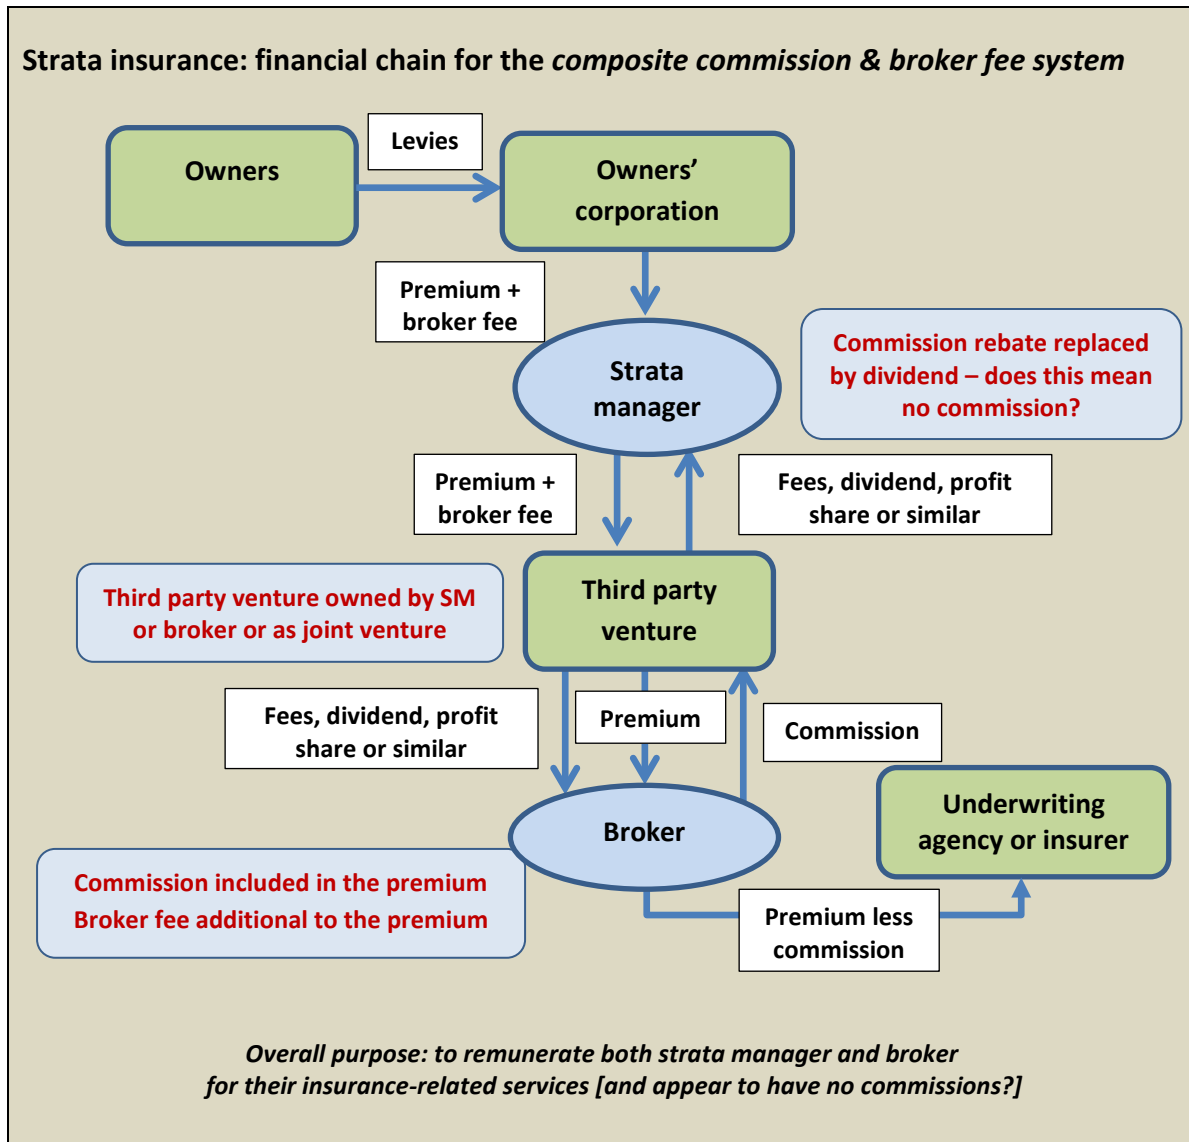 Strata insurance: financial chain for the composite commission & broker fee system
Levies
Owners
Owners’
corporation
Premium +
broker fee
Strata
manager
Commission rebate replaced
by dividend – does this mean
no commission?
Premium +
broker fee
Fees, dividend, profit
share or similar
Third party venture owned by SM
or broker or as joint venture
Third party
venture
Fees, dividend, profit
share or similar
Premium
Commission
Broker
Underwriting
agency or insurer
Commission included in the premium
Broker fee additional to the premium
Premium less
commission
Overall purpose: to remunerate both strata manager and broker
for their insurance-related services [and appear to have no commissions?]